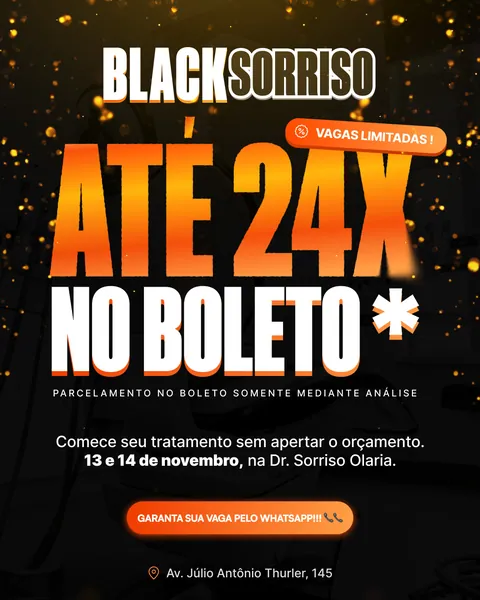 BLACKSORRISO
VAGAS LIMITADAS !
ATÉ 24X
NO BOLETO *
PARCELAMENTO NO BOLETO SOMENTE MEDIANTE ANÁLISE
Comece seu tratamento sem apertar o orçamento.
13 e 14 de novembro, na Dr. Sorriso Olaria.
GARANTA SUA VAGA PELO WHATSAPP!!! 📞📞
Av. Júlio Antônio Thurler, 145